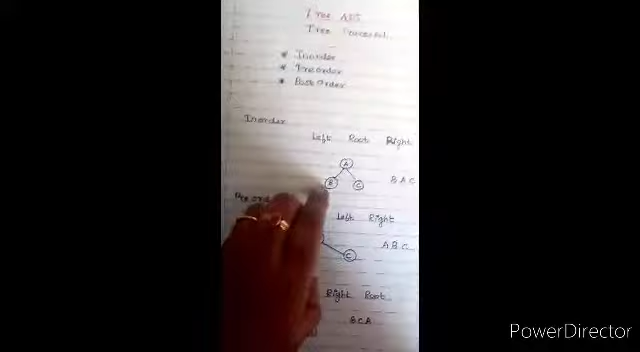 Tree ADT
Tree Traversal
* Inorder
* Preorder
* Post Order
Inorder
Left Root Right
A
B C
B A C
Left Right
A B C
C
Right Root
B C A
PowerDirector